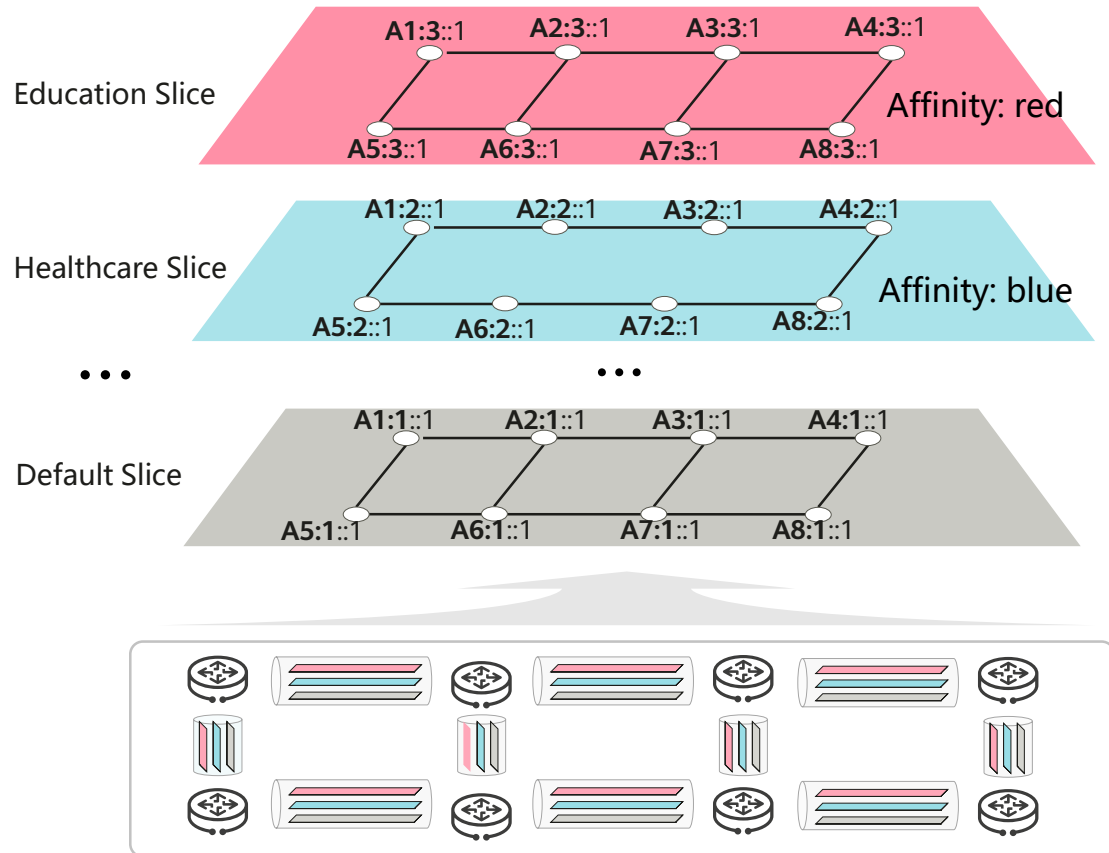 A1:3::1 A2:3::1 A3:3:1 A4:3::1
Education Slice
Affinity: red
A5:3::1 A6:3::1 A7:3::1 A8:3::1
A1:2::1 A2:2::1 A3:2::1 A4:2::1
Healthcare Slice
Affinity: blue
A5:2::1 A6:2::1 A7:2::1 A8:2::1
•••
•••
A1:1::1 A2:1::1 A3:1::1 A4:1::1
Default Slice
A5:1::1 A6:1::1 A7:1::1 A8:1::1